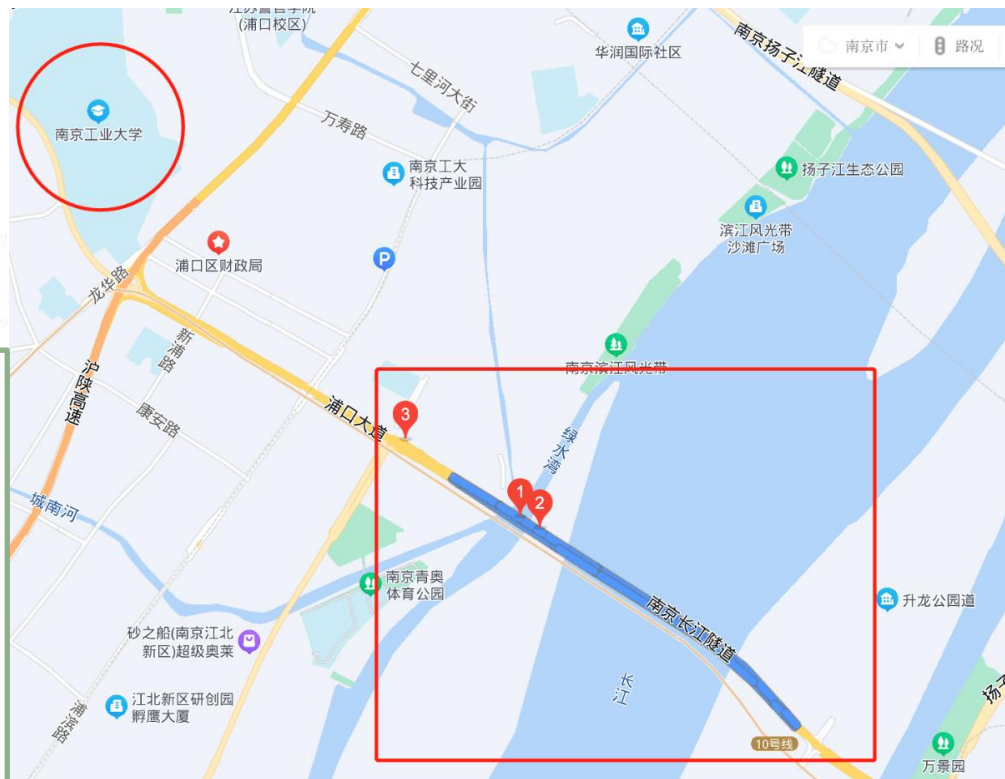 (浦口校区)
华润国际社区
南京扬子江隧道
南京市
路况
七里河大街
南京工业大学
万寿路
南京工大
科技产业园
扬子江生态公园
P
滨江风光带
沙滩广场
浦口区财政局
龙华路
新浦路
南京滨江风光带
沪陕高速
浦口大道
3
康安路
绿水湾
1
2
城南河
南京青奥
体育公园
升龙公园道
南京长江隧道
砂之船(南京江北
新区)超级奥莱
长江
江北新区研创园
孵鹰大厦
浦滨路
10号线
扬子
万景园